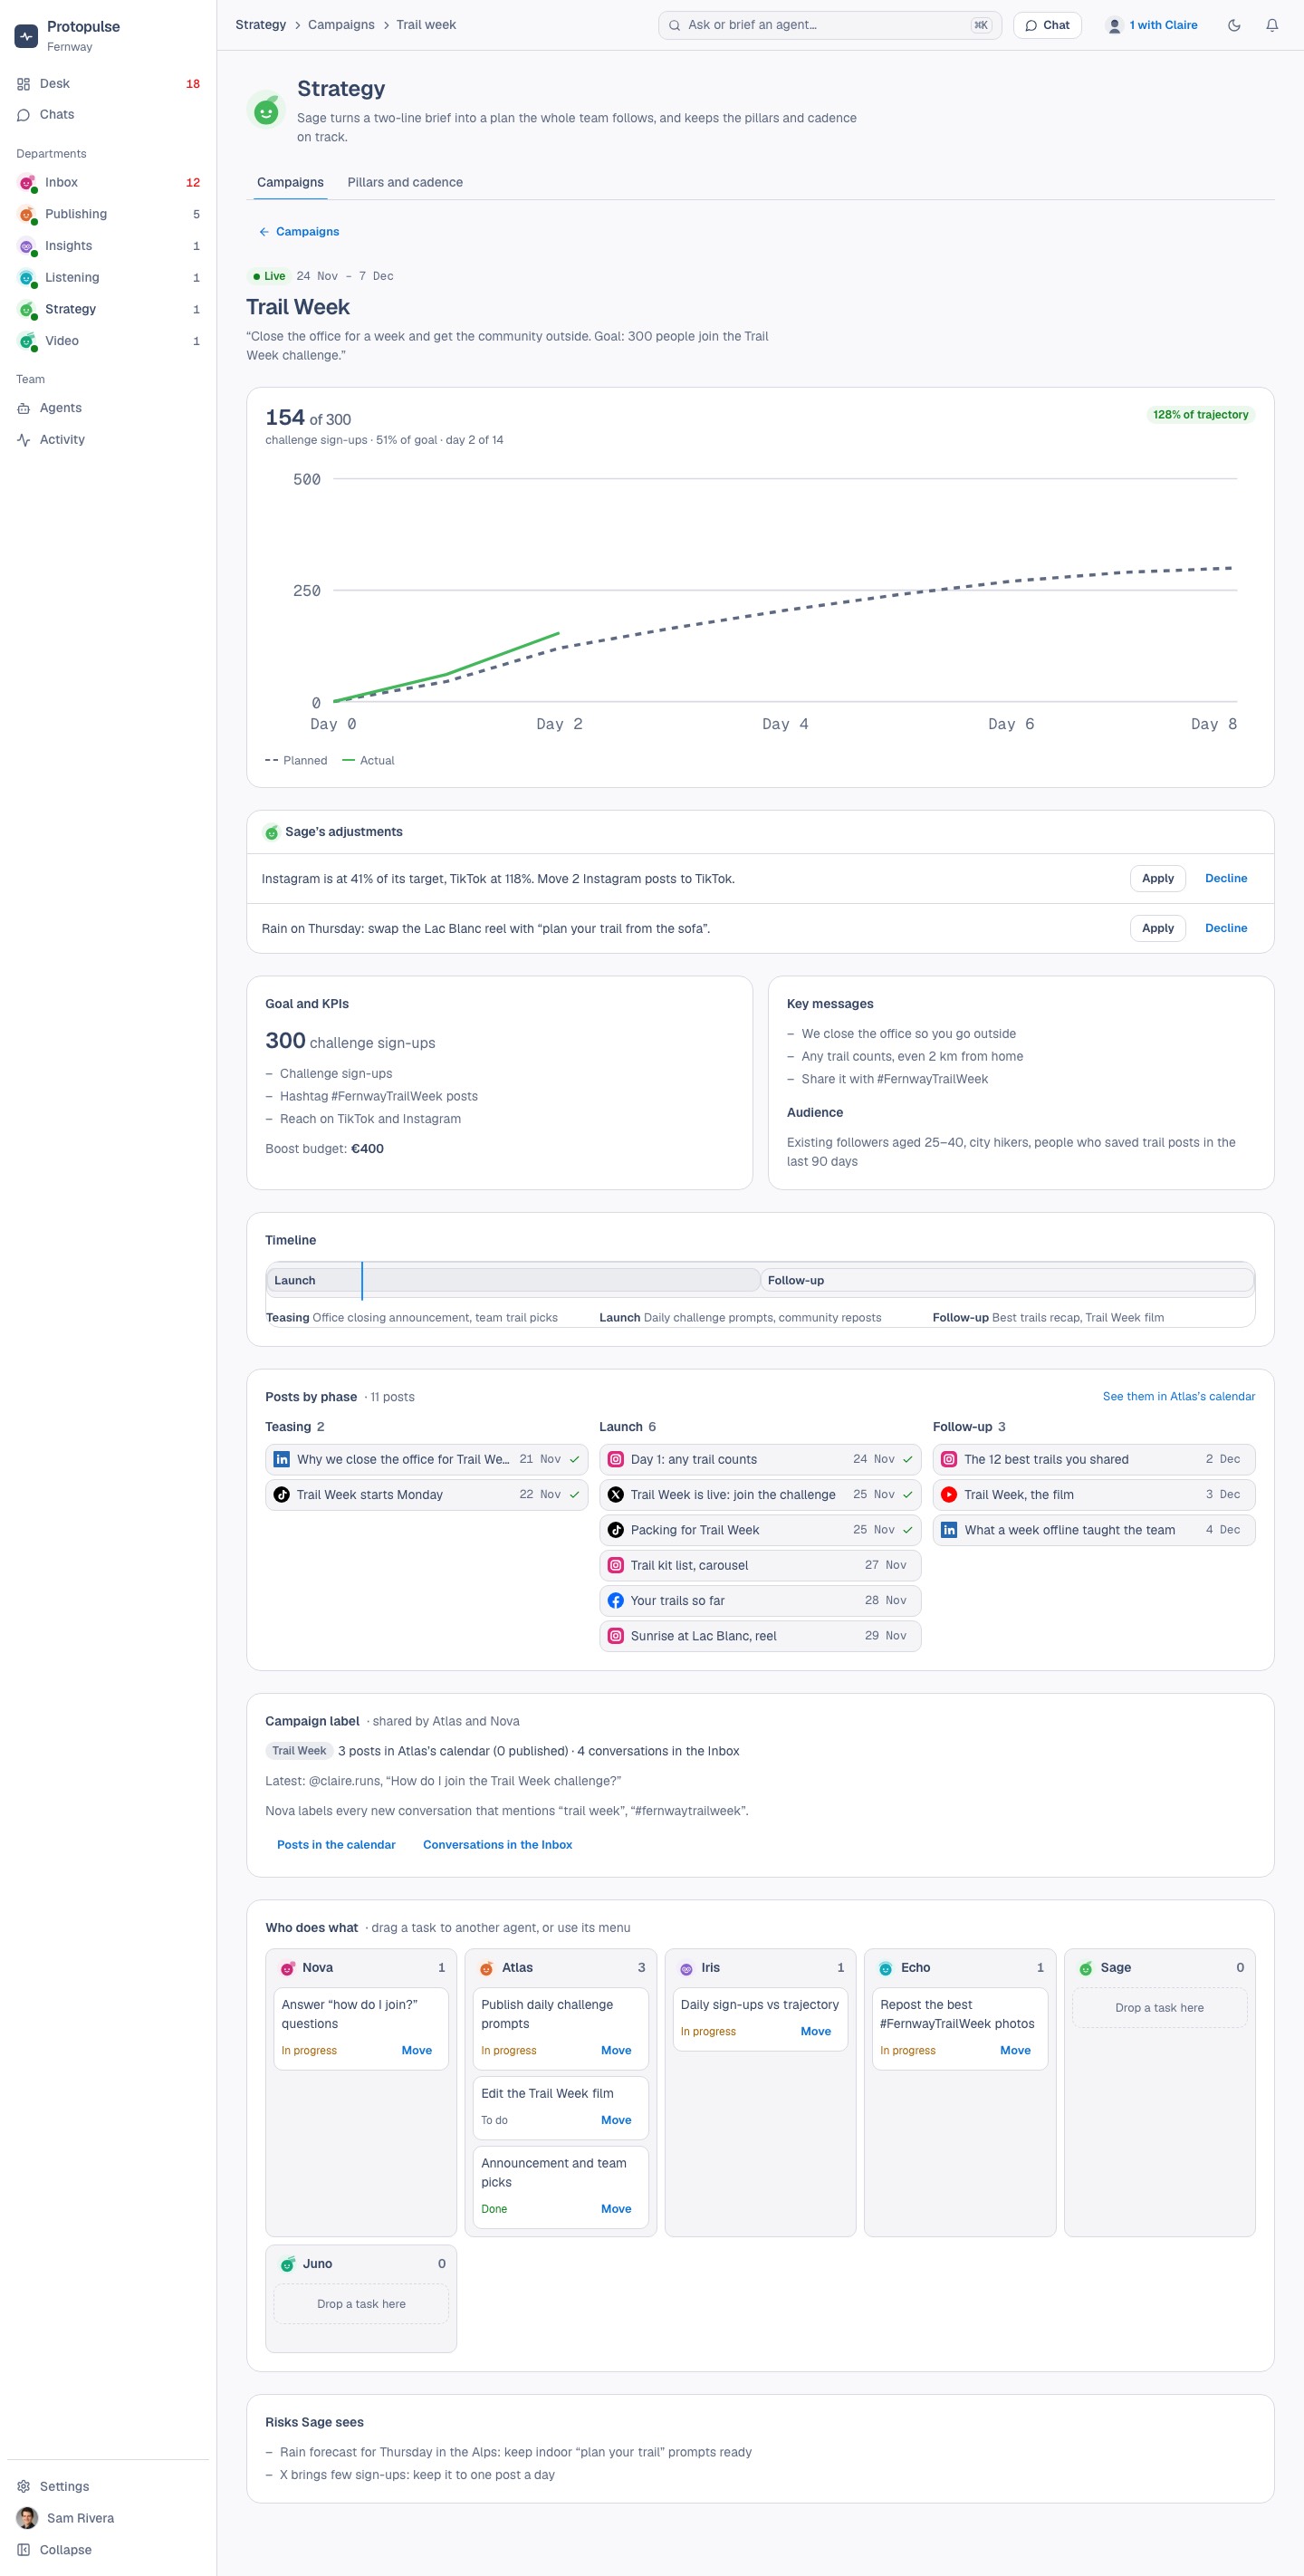 Protopulse
Fernway
Desk 18
Chats
Departments
Inbox 12
Publishing 5
Insights 1
Listening 1
Strategy 1
Video 1
Team
Agents
Activity
Settings
Sam Rivera
Collapse
Strategy > Campaigns > Trail week
Ask or brief an agent… ⌘K
Chat
1 with Claire
Strategy
Sage turns a two-line brief into a plan the whole team follows, and keeps the pillars and cadence
on track.
Campaigns Pillars and cadence
← Campaigns
Live 24 Nov – 7 Dec
Trail Week
“Close the office for a week and get the community outside. Goal: 300 people join the Trail
Week challenge.”
154 of 300
128% of trajectory
challenge sign-ups · 51% of goal · day 2 of 14
500
250
0
Day 0 Day 2 Day 4 Day 6 Day 8
Planned Actual
Sage’s adjustments
Instagram is at 41% of its target, TikTok at 118%. Move 2 Instagram posts to TikTok. Apply Decline
Rain on Thursday: swap the Lac Blanc reel with “plan your trail from the sofa”. Apply Decline
Goal and KPIs
300 challenge sign-ups
– Challenge sign-ups
– Hashtag #FernwayTrailWeek posts
– Reach on TikTok and Instagram
Boost budget: €400
Key messages
– We close the office so you go outside
– Any trail counts, even 2 km from home
– Share it with #FernwayTrailWeek
Audience
Existing followers aged 25–40, city hikers, people who saved trail posts in the
last 90 days
Timeline
Launch Follow-up
Teasing Office closing announcement, team trail picks
Launch Daily challenge prompts, community reposts
Follow-up Best trails recap, Trail Week film
Posts by phase · 11 posts
See them in Atlas’s calendar
Teasing 2
Why we close the office for Trail We… 21 Nov
Trail Week starts Monday 22 Nov
Launch 6
Day 1: any trail counts 24 Nov
Trail Week is live: join the challenge 25 Nov
Packing for Trail Week 25 Nov
Trail kit list, carousel 27 Nov
Your trails so far 28 Nov
Sunrise at Lac Blanc, reel 29 Nov
Follow-up 3
The 12 best trails you shared 2 Dec
Trail Week, the film 3 Dec
What a week offline taught the team 4 Dec
Campaign label · shared by Atlas and Nova
Trail Week 3 posts in Atlas’s calendar (0 published) · 4 conversations in the Inbox
Latest: @claire.runs, “How do I join the Trail Week challenge?”
Nova labels every new conversation that mentions “trail week”, “#fernwaytrailweek”.
Posts in the calendar Conversations in the Inbox
Who does what · drag a task to another agent, or use its menu
Nova 1
Answer “how do I join?”
questions
In progress Move
Atlas 3
Publish daily challenge
prompts
In progress Move
Edit the Trail Week film
To do Move
Announcement and team
picks
Done Move
Iris 1
Daily sign-ups vs trajectory
In progress Move
Echo 1
Repost the best
#FernwayTrailWeek photos
In progress Move
Sage 0
Drop a task here
Juno 0
Drop a task here
Risks Sage sees
– Rain forecast for Thursday in the Alps: keep indoor “plan your trail” prompts ready
– X brings few sign-ups: keep it to one post a day